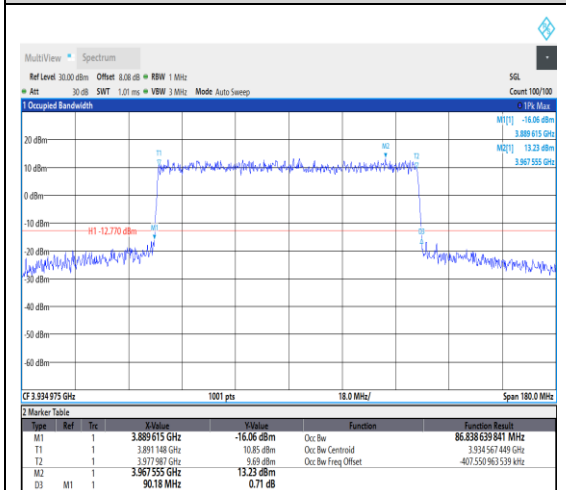 MultiView Spectrum
Ref Level 30.00 dBm Offset 8.08 dB RBW 1 MHz SGL
Att 30 dB SWT 1.01 ms VBW 3 MHz Mode Auto Sweep Count 100/100
1 Occupied Bandwidth 1Pk Max
M1[1] -16.06 dBm
3.889 615 GHz
M2[1] 13.23 dBm
3.967 555 GHz
20 dBm
M2
T1 T2
10 dBm
0 dBm
-10 dBm
H1 -12.770 dBm M1 D3
-20 dBm
-30 dBm
-40 dBm
-50 dBm
-60 dBm
CF 3.934 975 GHz 1001 pts 18.0 MHz/ Span 180.0 MHz
2 Marker Table
Type Ref Trc X-Value Y-Value Function Function Result
M1 1 3.889 615 GHz -16.06 dBm Occ Bw 86.838 639 841 MHz
T1 1 3.891 148 GHz 10.85 dBm Occ Bw Centroid 3.934 567 449 GHz
T2 1 3.977 987 GHz 9.69 dBm Occ Bw Freq Offset -407.550 963 539 kHz
M2 1 3.967 555 GHz 13.23 dBm
D3 M1 1 90.18 MHz 0.71 dB